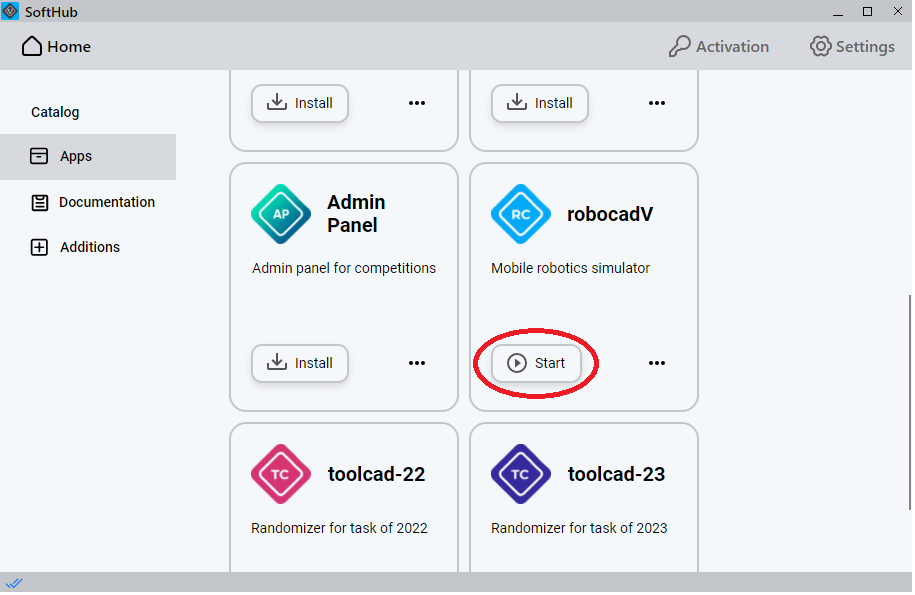 SoftHub
Home
Activation
Settings
Catalog
Apps
Documentation
Additions
Install
Install
AP
Admin
Panel
Admin panel for competitions
Install
RC
robocadV
Mobile robotics simulator
Start
TC
toolcad-22
Randomizer for task of 2022
TC
toolcad-23
Randomizer for task of 2023